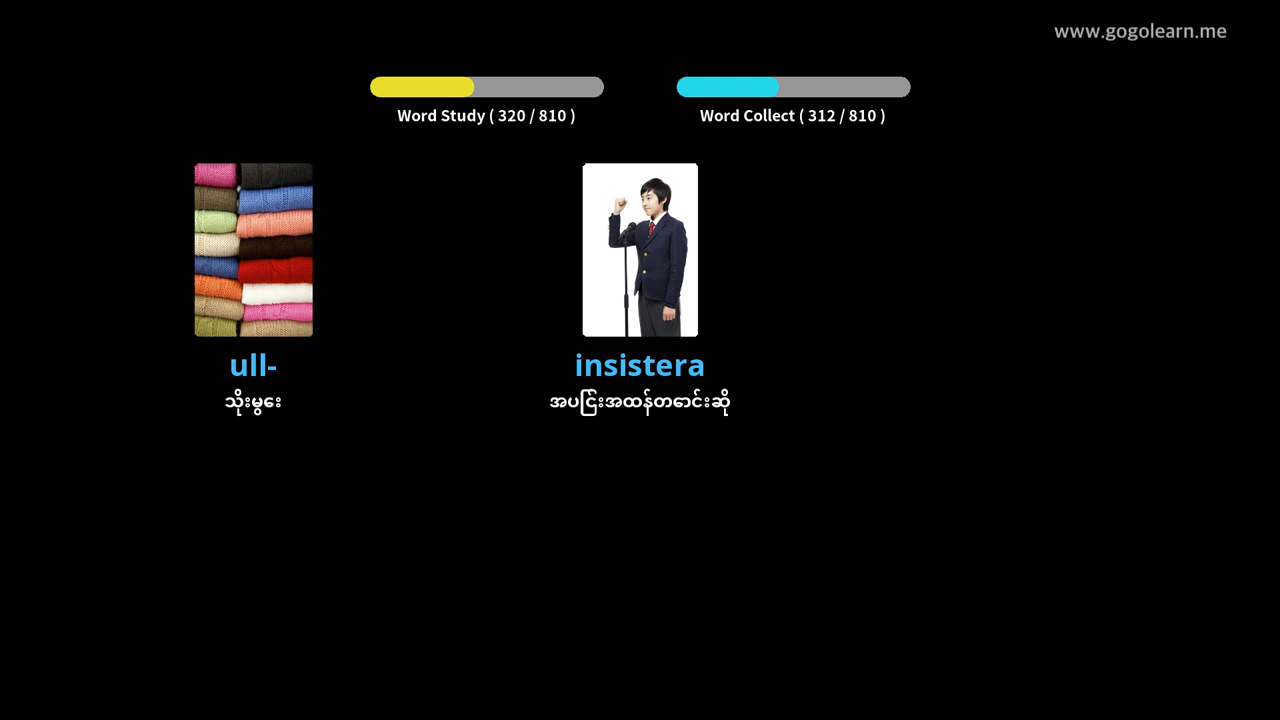 www.gogolearn.me
Word Study ( 320 / 810 )
Word Collect ( 312 / 810 )
ull-
သိုးမွေး
insistera
အပြင်းအထန်တောင်းဆို